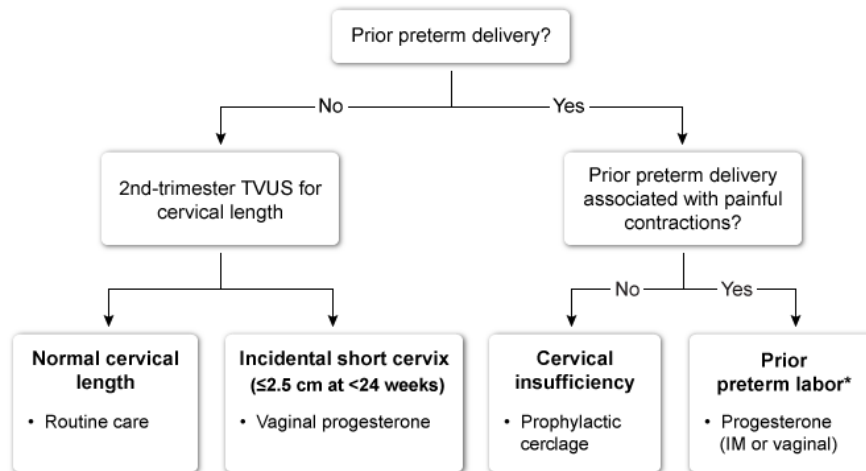 Prior preterm delivery?
No
Yes
2nd-trimester TVUS for
cervical length
Prior preterm delivery
associated with painful
contractions?
No
Yes
Normal cervical
length
• Routine care
Incidental short cervix
(≤2.5 cm at <24 weeks)
• Vaginal progesterone
Cervical
insufficiency
• Prophylactic
cerclage
Prior
preterm labor*
• Progesterone
(IM or vaginal)